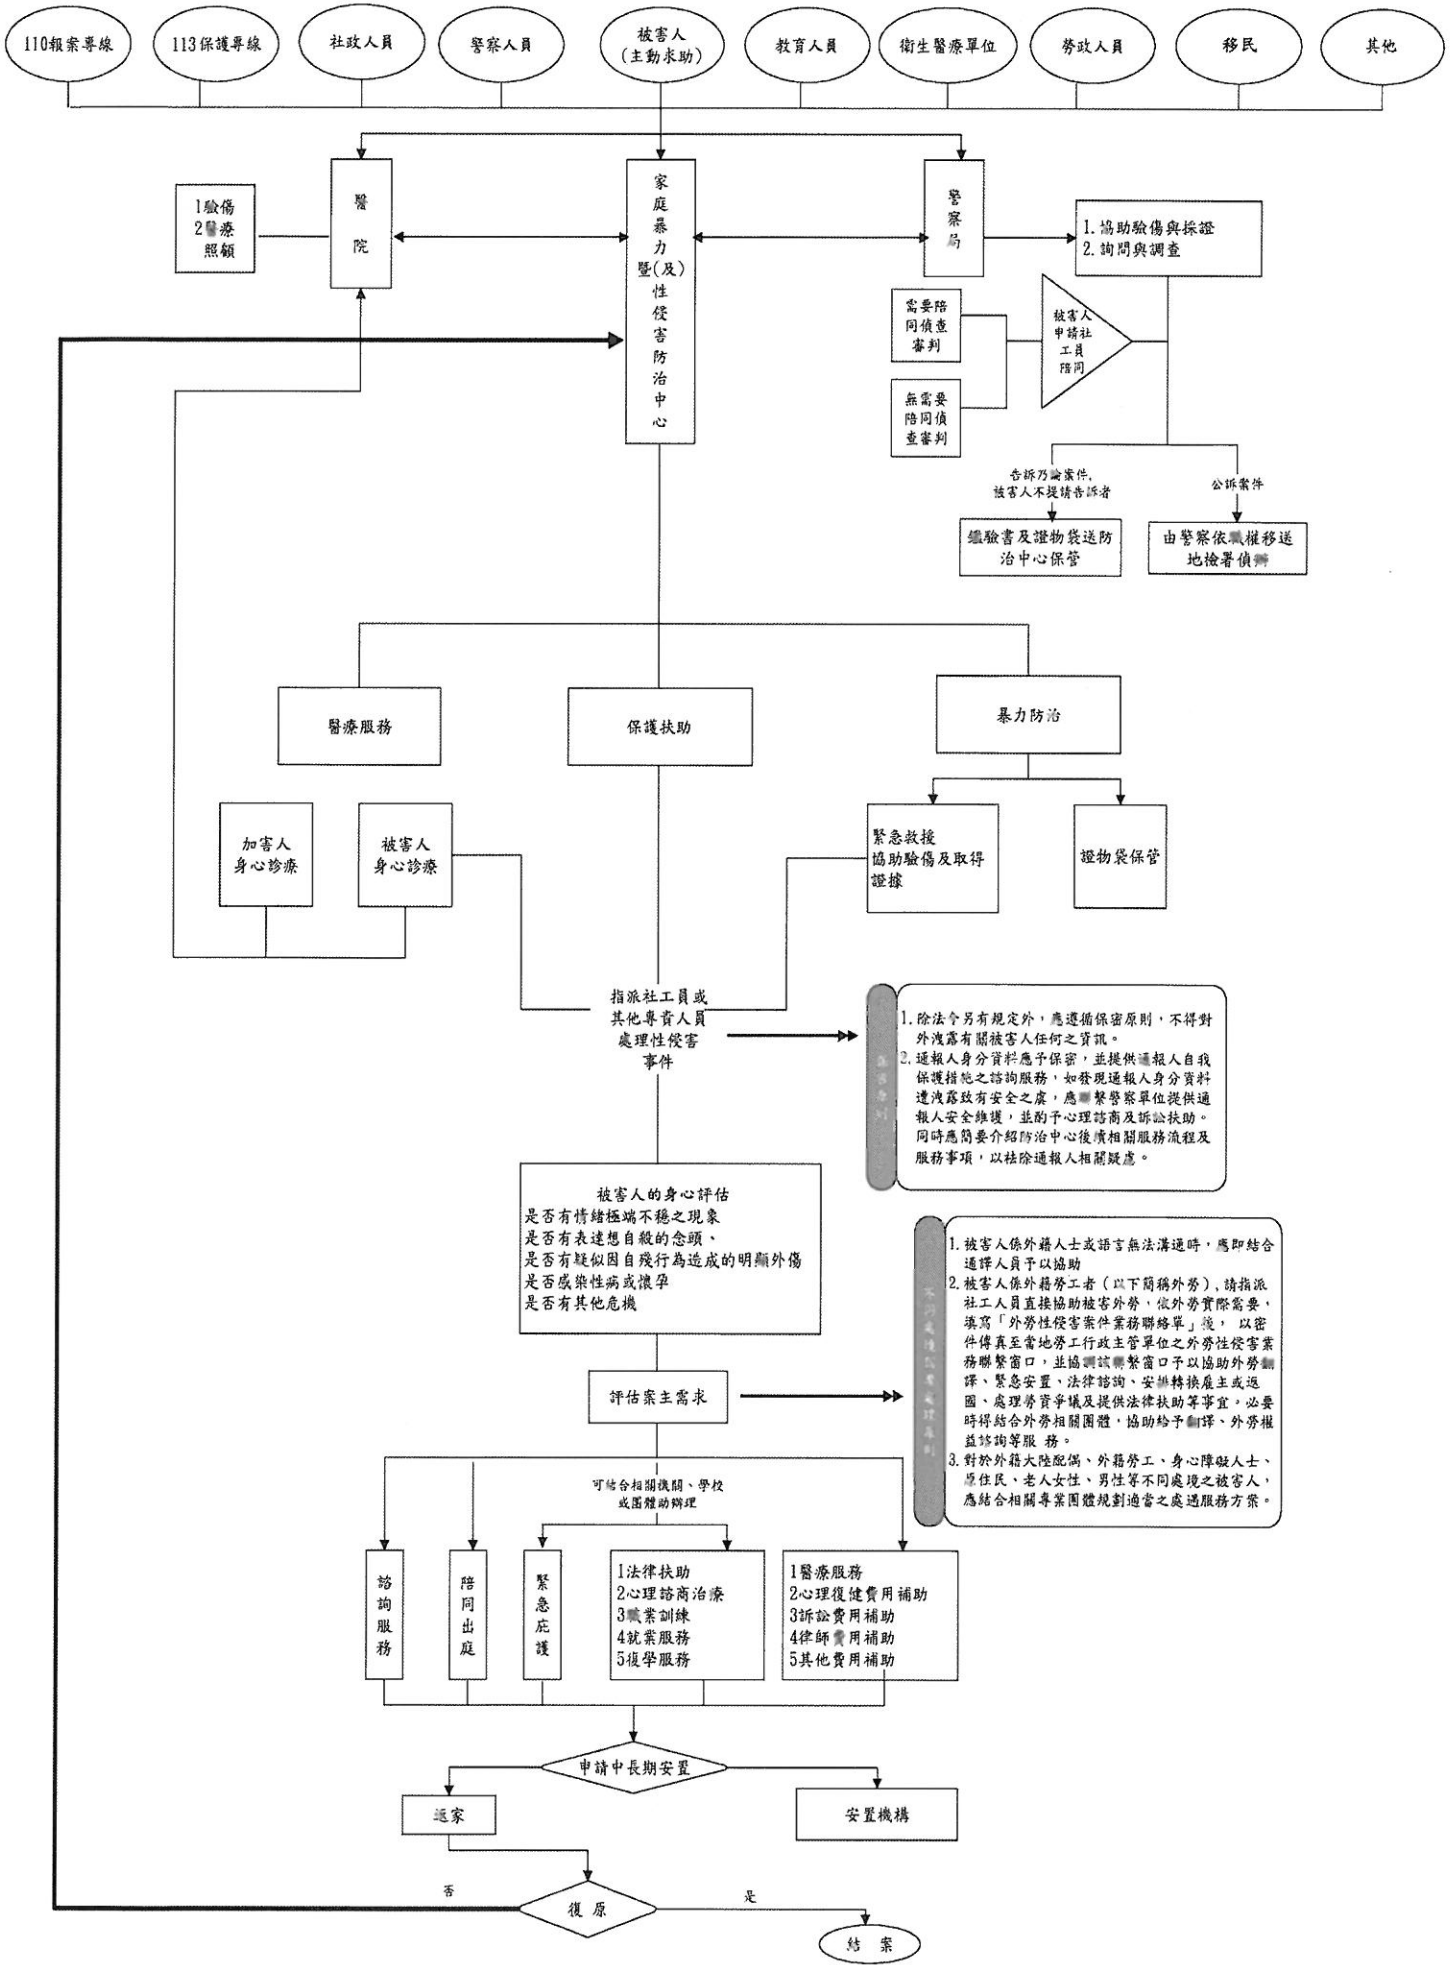 110報案專線
113保護專線
社政人員
警察人員
被害人
(主動求助)
教育人員
衛生醫療單位
勞政人員
移民
其他
1驗傷
2醫療
照顧
醫院
家庭暴力暨(及)性侵害防治中心
警察局
1. 協助驗傷與採證
2. 詢問與調查
需要陪
同偵查
審判
無需要
陪同偵
查審判
被害人
申請社
工員
陪同
告訴乃論案件,
被害人不提請告訴者
公訴案件
驗書及證物袋送防
治中心保管
由警察依職權移送
地檢署偵
醫療服務
保護扶助
暴力防治
加害人
身心診療
被害人
身心診療
緊急救援
協助驗傷及取得
證據
證物袋保管
指派社工員或
其他專責人員
處理性侵害
事件
1. 除法令另有規定外，應遵循保密原則，不得對
外洩露有關被害人任何之資訊。
2. 通報人身分資料應予保密，並提供通報人自我
保護措施之諮詢服務，如發現通報人身分資料
遭洩露致有安全之虞，應聯繫警察單位提供通
報人安全維護，並酌予心理諮商及訴訟扶助。
同時應簡要介紹防治中心後續相關服務流程及
服務事項，以袪除通報人相關疑慮。
被害人的身心評估
是否有情緒極端不穩之現象
是否有表達想自殺的念頭、
是否有疑似因自殘行為造成的明顯外傷
是否感染性病或懷孕
是否有其他危機
1. 被害人係外籍人士或語言無法溝通時，應即結合
通譯人員予以協助
2. 被害人係外籍勞工者（以下簡稱外勞）,請指派
社工人員直接協助被害外勞，依外勞實際需要，
填寫「外勞性侵害案件業務聯絡單」後， 以密
件傳真至當地勞工行政主管單位之外勞性侵害業
務聯繫窗口，並協調該聯繫窗口予以協助外勞翻
譯、緊急安置、法律諮詢、安排轉換雇主或返
國、處理勞資爭議及提供法律扶助等事宜，必要
時得結合外勞相關團體，協助給予翻譯、外勞權
益諮詢等服 務。
3. 對於外籍大陸配偶、外籍勞工、身心障礙人士、
原住民、老人女性、男性等不同處境之被害人，
應結合相關專業團體規劃適當之處遇服務方案。
評估案主需求
可結合相關機關、學校
或團體助辦理
諮詢服務
陪同出庭
緊急庇護
1法律扶助
2心理諮商治療
3職業訓練
4就業服務
5復學服務
1醫療服務
2心理復健費用補助
3訴訟費用補助
4律師費用補助
5其他費用補助
申請中長期安置
返家
安置機構
否
復 原
是
結 案